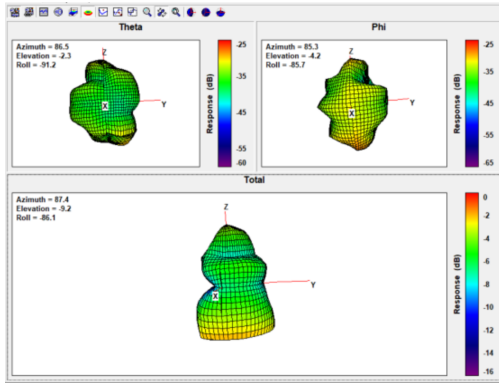 Theta
Azimuth = 86.5
Elevation = -2.3
Roll = -91.2
Z
Y
X
-25
-35
-45
-55
-60
Response (dB)
Phi
Azimuth = 85.3
Elevation = -4.2
Roll = -85.7
Z
Y
X
-25
-35
-45
-55
-65
Response (dB)
Total
Azimuth = 87.4
Elevation = -9.2
Roll = -86.1
Z
Y
X
0
-2
-4
-6
-8
-10
-12
-14
-16
Response (dB)